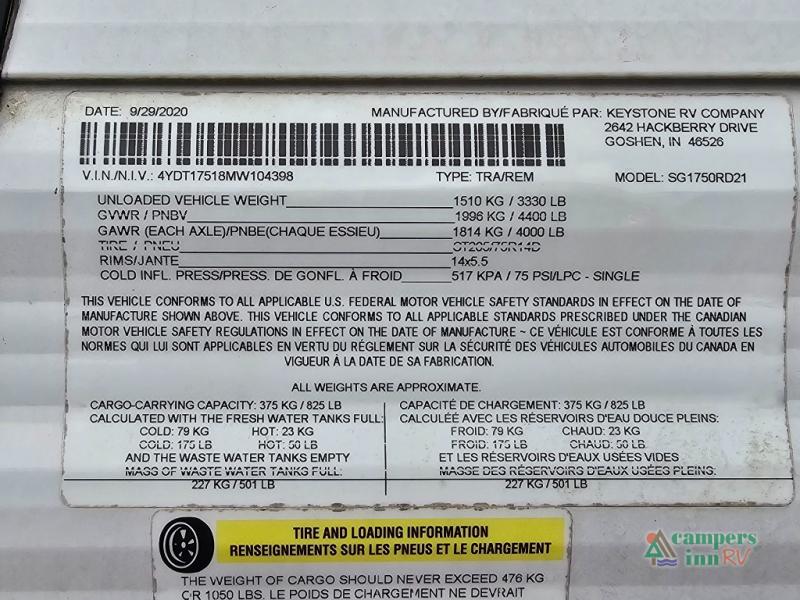 DATE: 9/29/2020 MANUFACTURED BY/FABRIQUÉ PAR: KEYSTONE RV COMPANY
2642 HACKBERRY DRIVE
GOSHEN, IN 46526
V.I.N./N.I.V.: 4YDT17518MW104398 TYPE: TRA/REM MODEL: SG1750RD21
UNLOADED VEHICLE WEIGHT 1510 KG / 3330 LB
GVWR / PNBV 1996 KG / 4400 LB
GAWR (EACH AXLE)/PNBE(CHAQUE ESSIEU) 1814 KG / 4000 LB
TIRE / PNEU ST205/75R14D
RIMS/JANTE 14x5.5
COLD INFL. PRESS/PRESS. DE GONFL. À FROID 517 KPA / 75 PSI/LPC - SINGLE
THIS VEHICLE CONFORMS TO ALL APPLICABLE U.S. FEDERAL MOTOR VEHICLE SAFETY STANDARDS IN EFFECT ON THE DATE OF
MANUFACTURE SHOWN ABOVE. THIS VEHICLE CONFORMS TO ALL APPLICABLE STANDARDS PRESCRIBED UNDER THE CANADIAN
MOTOR VEHICLE SAFETY REGULATIONS IN EFFECT ON THE DATE OF MANUFACTURE ~ CE VÉHICULE EST CONFORME À TOUTES LES
NORMES QUI LUI SONT APPLICABLES EN VERTU DU RÉGLEMENT SUR LA SÉCURITÉ DES VÉHICULES AUTOMOBILES DU CANADA EN
VIGUEUR À LA DATE DE SA FABRICATION.
ALL WEIGHTS ARE APPROXIMATE.
CARGO-CARRYING CAPACITY: 375 KG / 825 LB
CALCULATED WITH THE FRESH WATER TANKS FULL:
COLD: 79 KG HOT: 23 KG
COLD: 175 LB HOT: 50 LB
AND THE WASTE WATER TANKS EMPTY
MASS OF WASTE WATER TANKS FULL:
227 KG / 501 LB
CAPACITÉ DE CHARGEMENT: 375 KG / 825 LB
CALCULÉE AVEC LES RÉSERVOIRS D'EAU DOUCE PLEINS:
FROID: 79 KG CHAUD: 23 KG
FROID: 175 LB CHAUD: 50 LB
ET LES RÉSERVOIRS D'EAUX USÉES VIDES
MASSE DES RÉSERVOIRS D'EAUX USÉES PLEINS:
227 KG / 501 LB
TIRE AND LOADING INFORMATION
RENSEIGNEMENTS SUR LES PNEUS ET LE CHARGEMENT
THE WEIGHT OF CARGO SHOULD NEVER EXCEED 476 KG
OR 1050 LBS. LE POIDS DE CHARGEMENT NE DEVRAIT
campers
inn RV